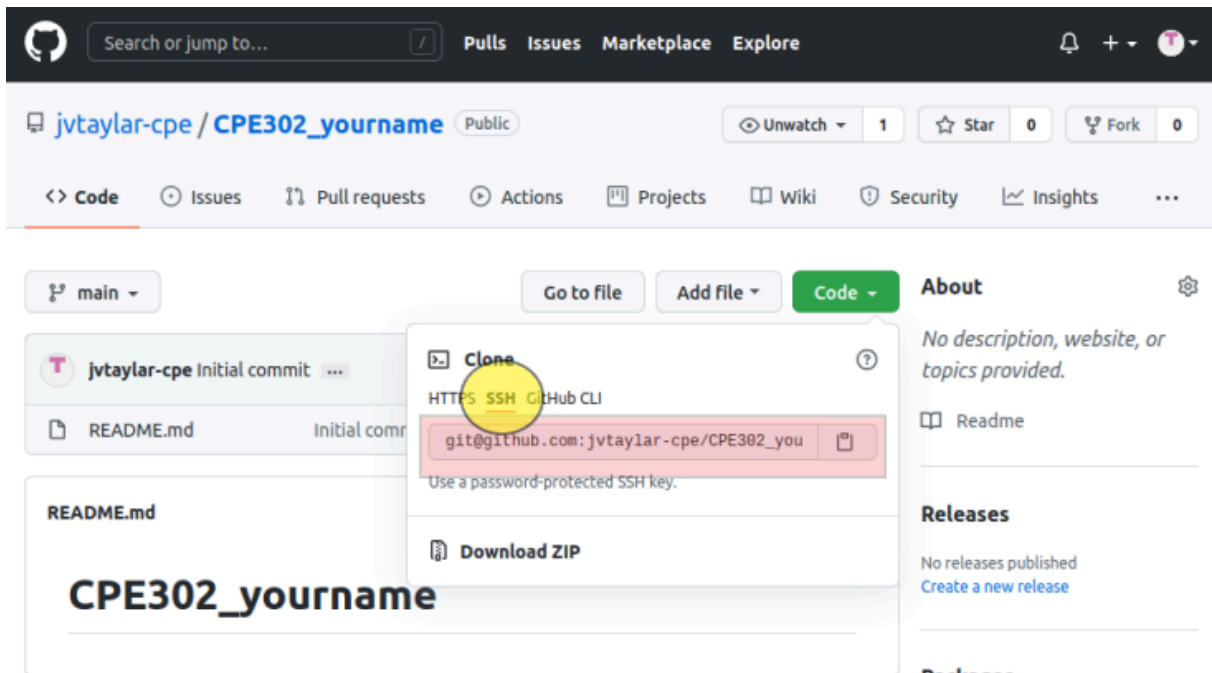 Search or jump to... / Pulls Issues Marketplace Explore
jvtaylar-cpe / CPE302_yourname Public Unwatch 1 Star 0 Fork 0
<> Code Issues Pull requests Actions Projects Wiki Security Insights ...
main Go to file Add file Code About
No description, website, or
topics provided.
T jvtaylar-cpe Initial commit ...
README.md Initial comr
Clone
HTTPS SSH GitHub CLI
git@github.com:jvtaylar-cpe/CPE302_you
Use a password-protected SSH key.
Download ZIP
Readme
README.md
CPE302_yourname
Releases
No releases published
Create a new release